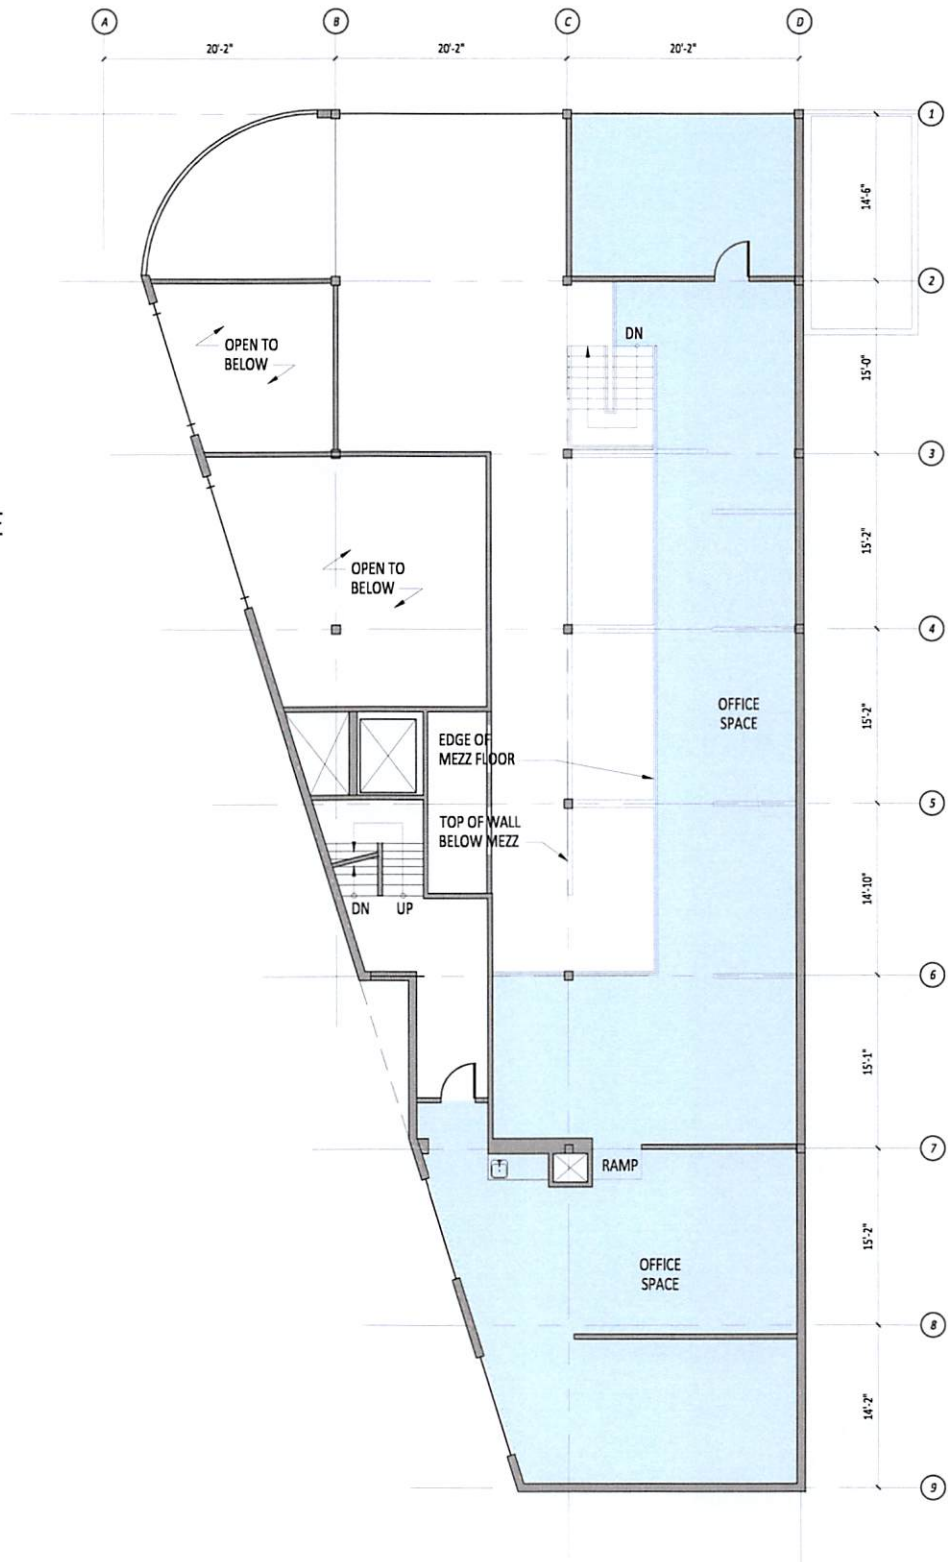 A
B
C
D
20'-2"
20'-2"
20'-2"
1
14'-6"
2
OPEN TO
BELOW
DN
15'-0"
3
15'-2"
OPEN TO
BELOW
4
OFFICE
SPACE
15'-2"
EDGE OF
MEZZ FLOOR
5
TOP OF WALL
BELOW MEZZ
14'-10"
DN
UP
6
15'-1"
7
RAMP
15'-2"
OFFICE
SPACE
8
14'-2"
9